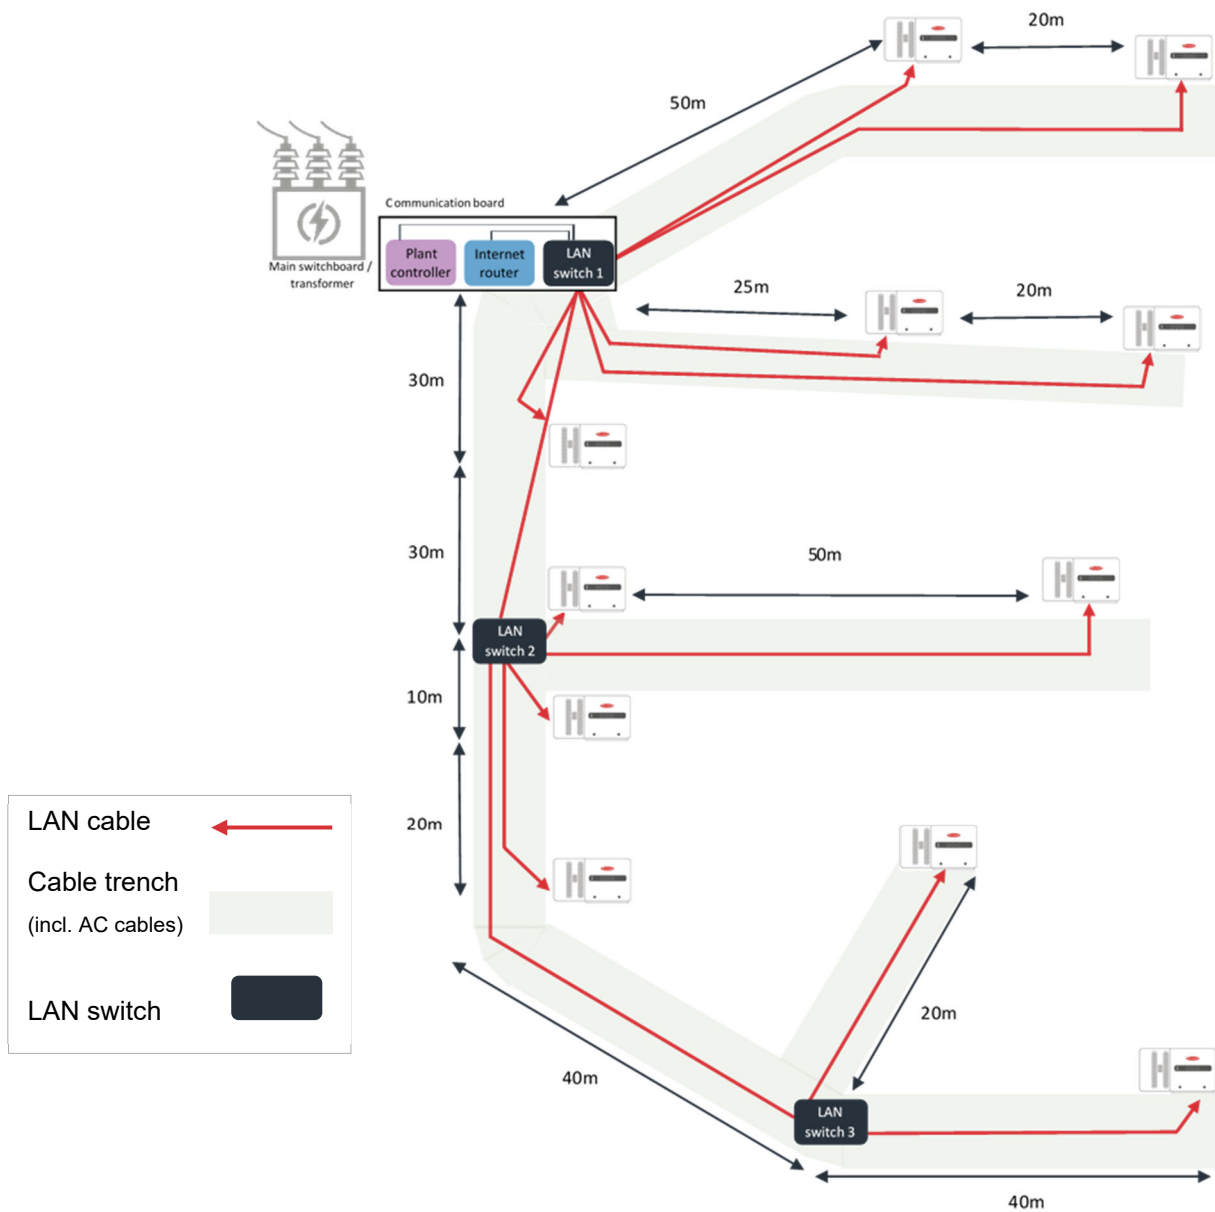 20m
50m
Communication board
Plant
controller
Internet
router
LAN
switch 1
Main switchboard /
transformer
25m
20m
30m
30m
50m
LAN
switch 2
10m
20m
LAN cable
Cable trench
(incl. AC cables)
LAN switch
20m
40m
LAN
switch 3
40m